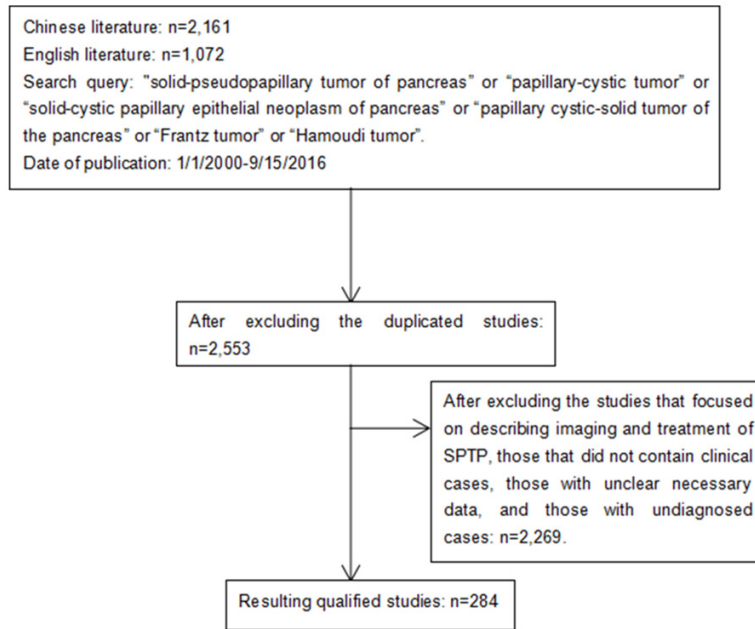 Chinese literature: n=2,161
English literature: n=1,072
Search query: "solid-pseudopapillary tumor of pancreas" or “papillary-cystic tumor” or
“solid-cystic papillary epithelial neoplasm of pancreas” or “papillary cystic-solid tumor of
the pancreas” or “Frantz tumor” or “Hamoudi tumor”.
Date of publication: 1/1/2000-9/15/2016
After excluding the duplicated studies:
n=2,553
After excluding the studies that focused
on describing imaging and treatment of
SPTP, those that did not contain clinical
cases, those with unclear necessary
data, and those with undiagnosed
cases: n=2,269.
Resulting qualified studies: n=284